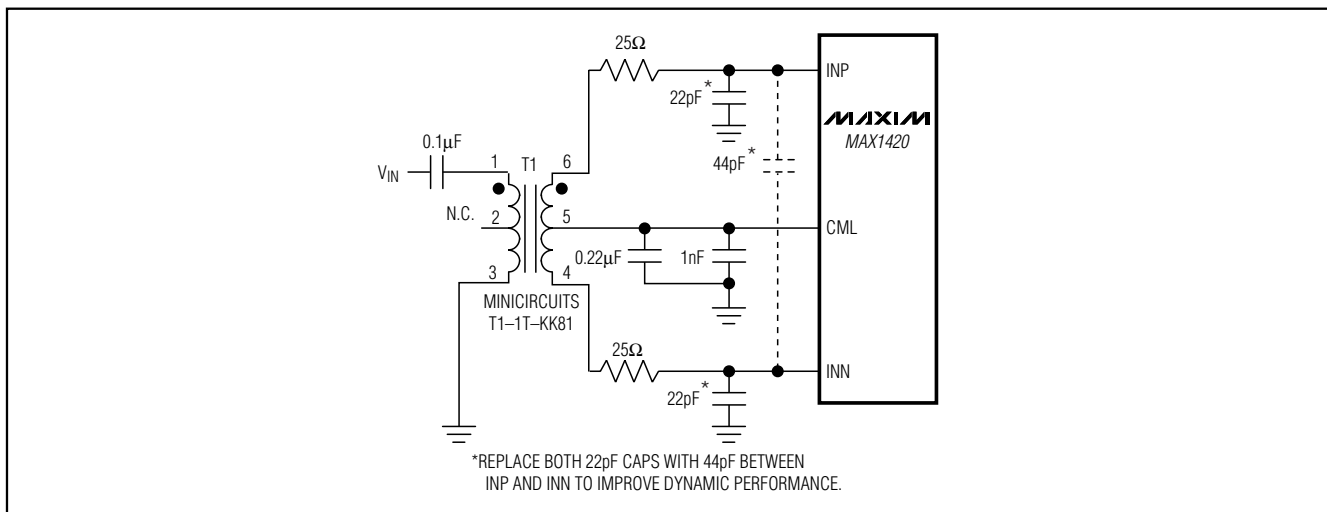 25Ω
INP
22pF*
MAXIM
MAX1420
0.1μF
1
T1
6
44pF*
VIN
N.C.
2
5
CML
0.22μF
1nF
3
4
MINICIRCUITS
T1–1T–KK81
25Ω
INN
22pF*
*REPLACE BOTH 22pF CAPS WITH 44pF BETWEEN
INP AND INN TO IMPROVE DYNAMIC PERFORMANCE.